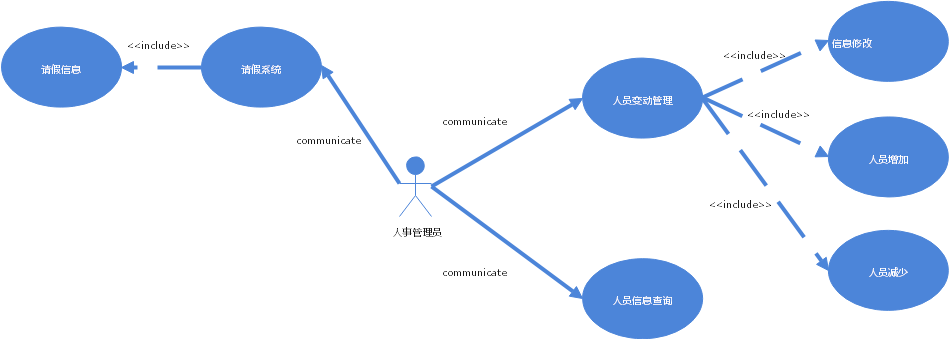 <<include>>
请假信息
请假系统
communicate
人事管理员
communicate
communicate
人员变动管理
人员信息查询
<<include>>
信息修改
<<include>>
人员增加
<<include>>
人员减少